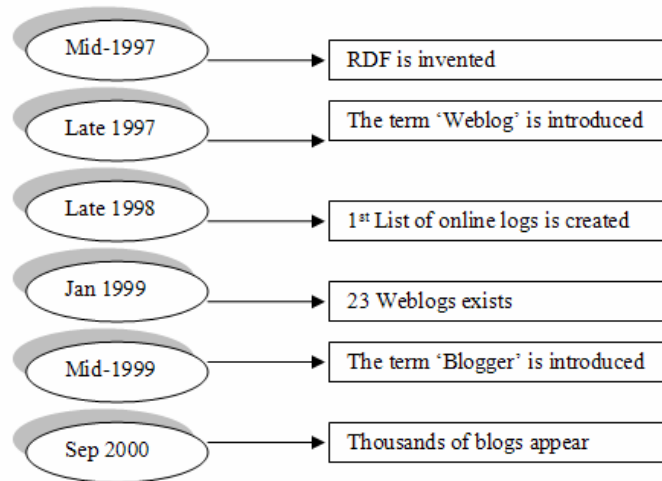 Mid-1997
RDF is invented
Late 1997
The term ‘Weblog’ is introduced
Late 1998
1st List of online logs is created
Jan 1999
23 Weblogs exists
Mid-1999
The term ‘Blogger’ is introduced
Sep 2000
Thousands of blogs appear